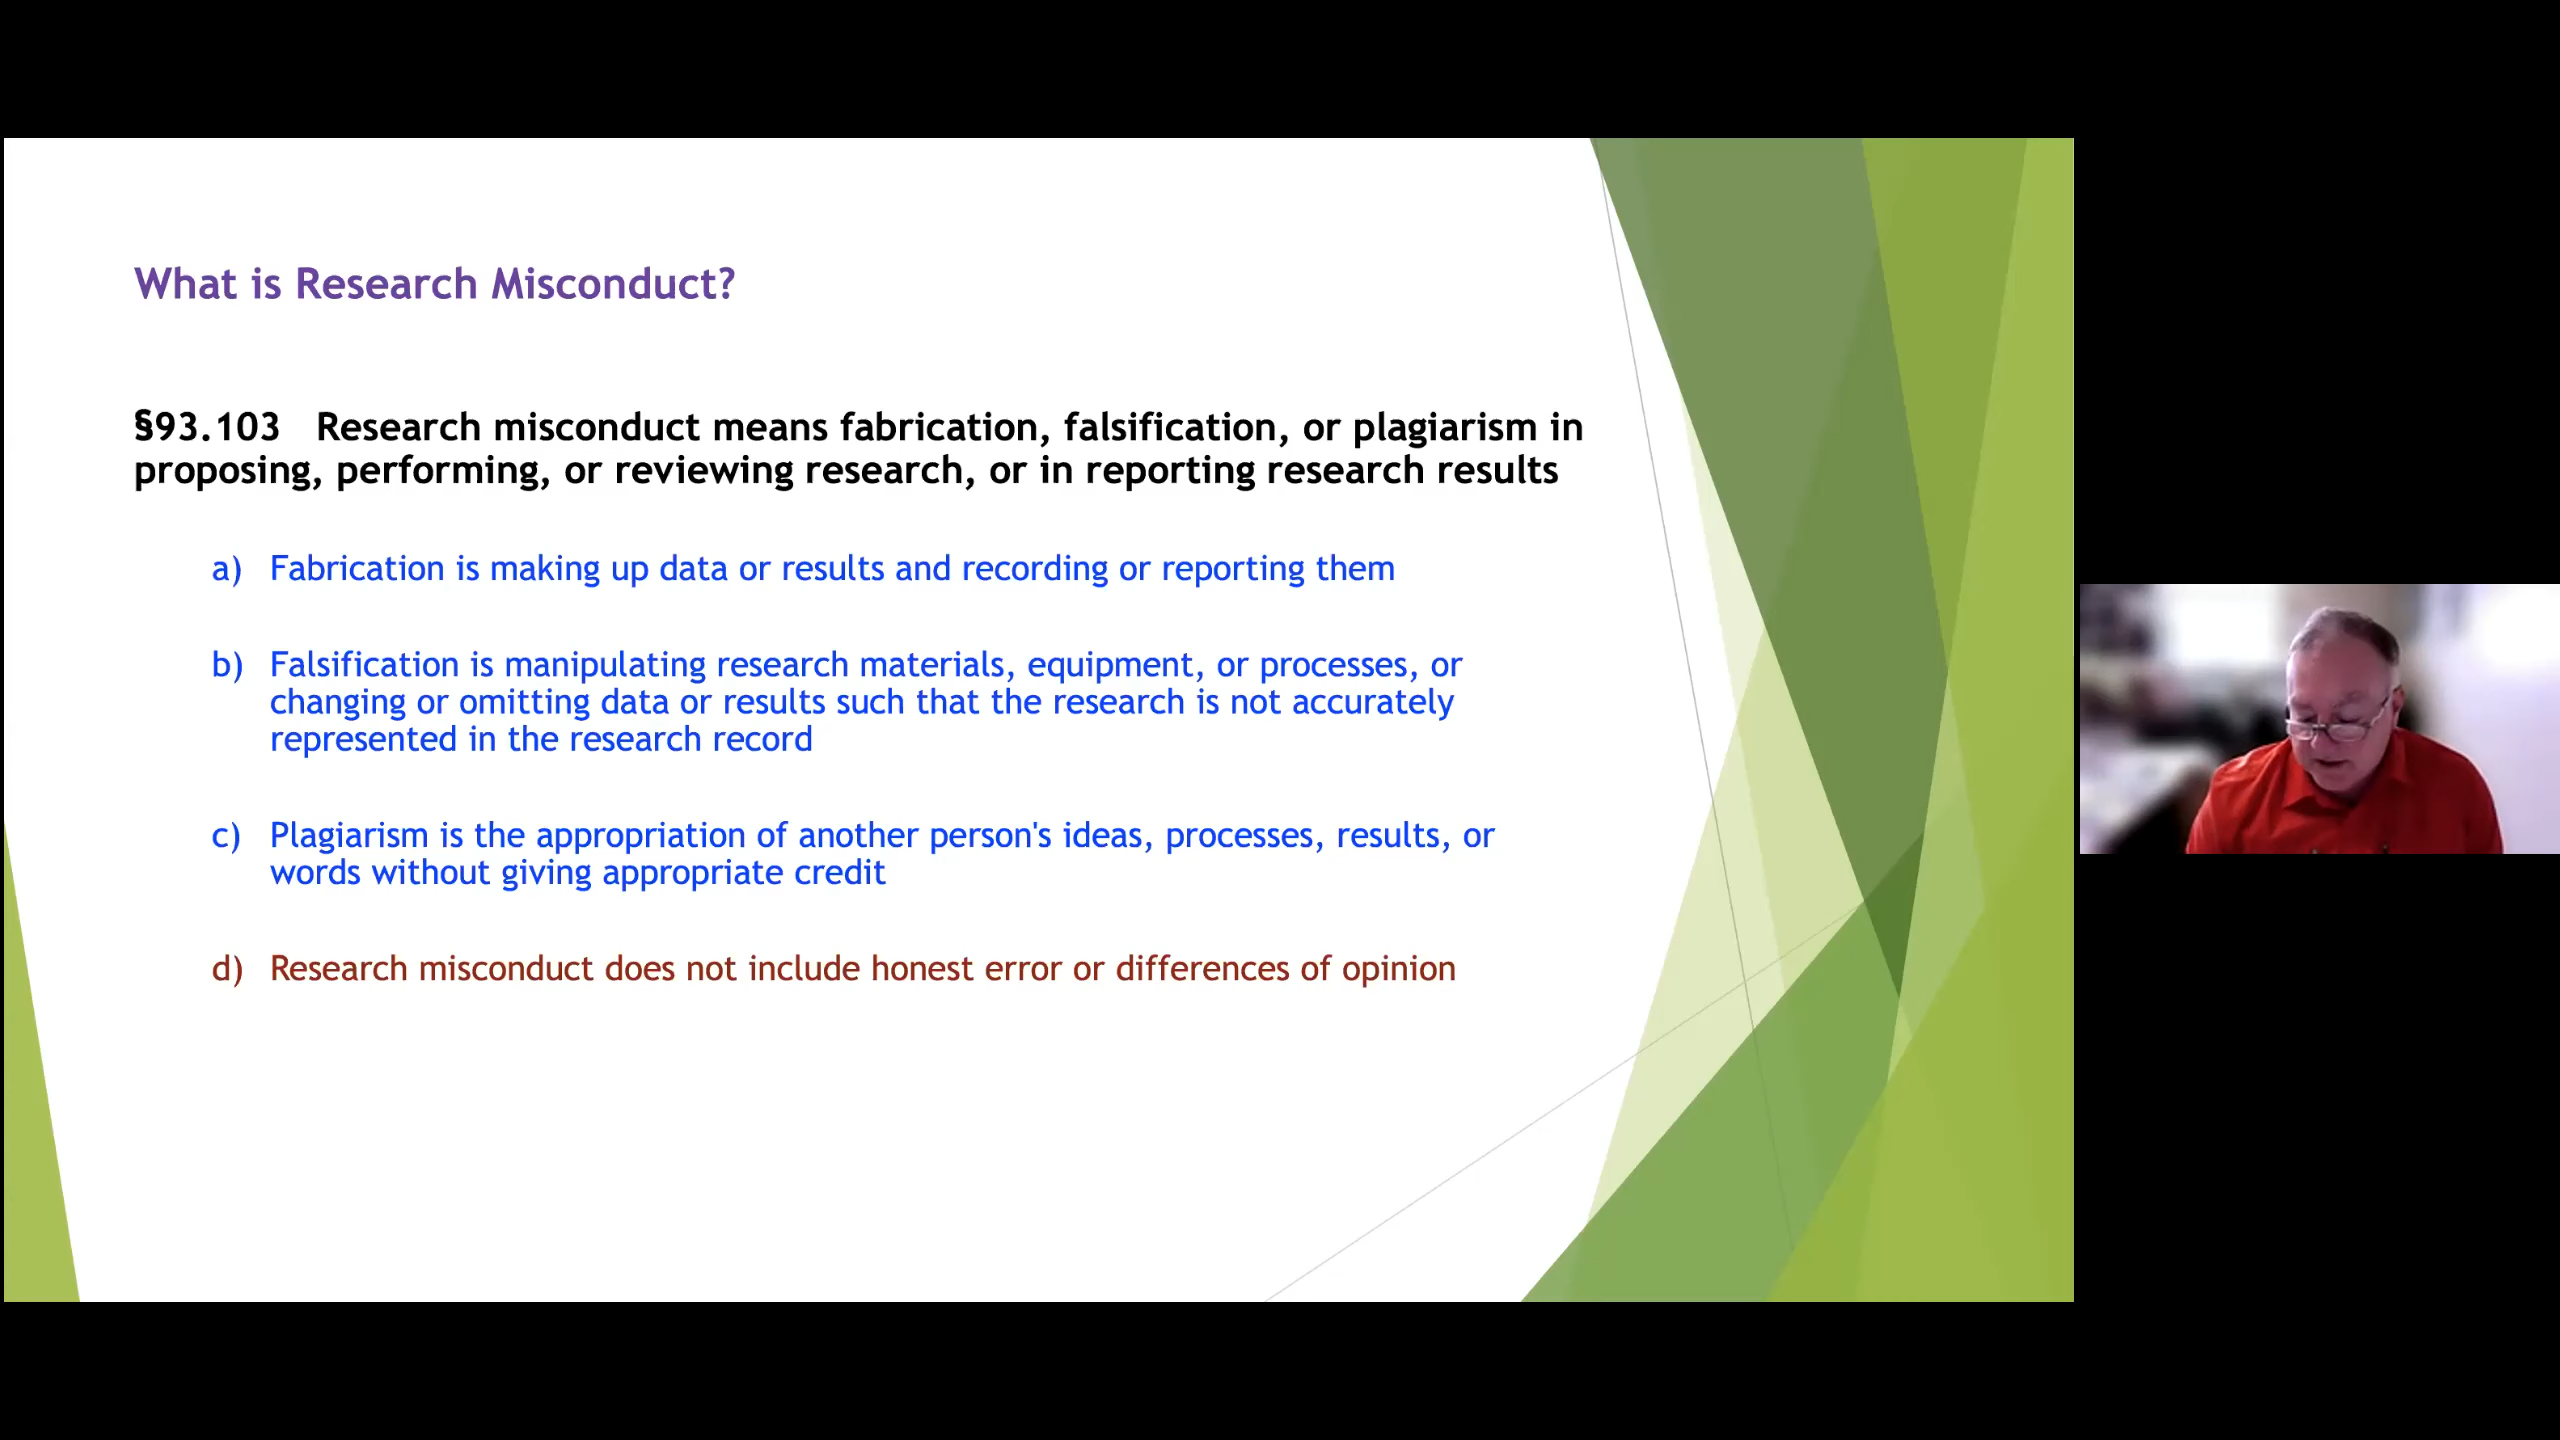 What is Research Misconduct?
§93.103 Research misconduct means fabrication, falsification, or plagiarism in
proposing, performing, or reviewing research, or in reporting research results
a) Fabrication is making up data or results and recording or reporting them
b) Falsification is manipulating research materials, equipment, or processes, or
changing or omitting data or results such that the research is not accurately
represented in the research record
c) Plagiarism is the appropriation of another person's ideas, processes, results, or
words without giving appropriate credit
d) Research misconduct does not include honest error or differences of opinion